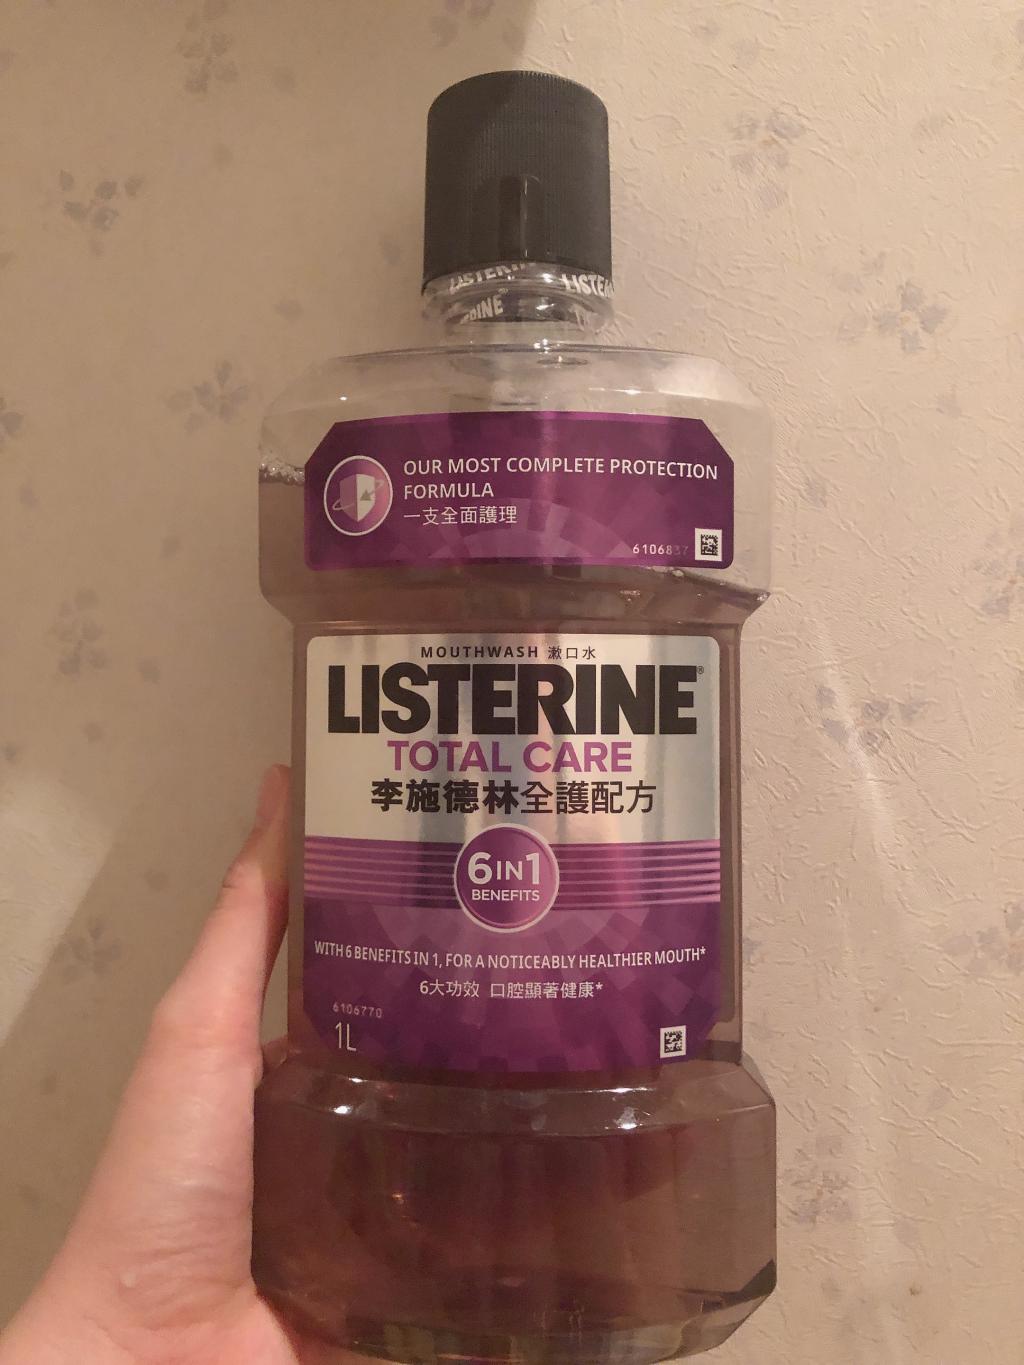 LISTERINE
OUR MOST COMPLETE PROTECTION
FORMULA
一支全面護理
6106837
MOUTHWASH 漱口水
LISTERINE®
TOTAL CARE
李施德林全護配方
6IN1
BENEFITS
WITH 6 BENEFITS IN 1, FOR A NOTICEABLY HEALTHIER MOUTH*
6大功效 口腔顯著健康*
6106770
1L